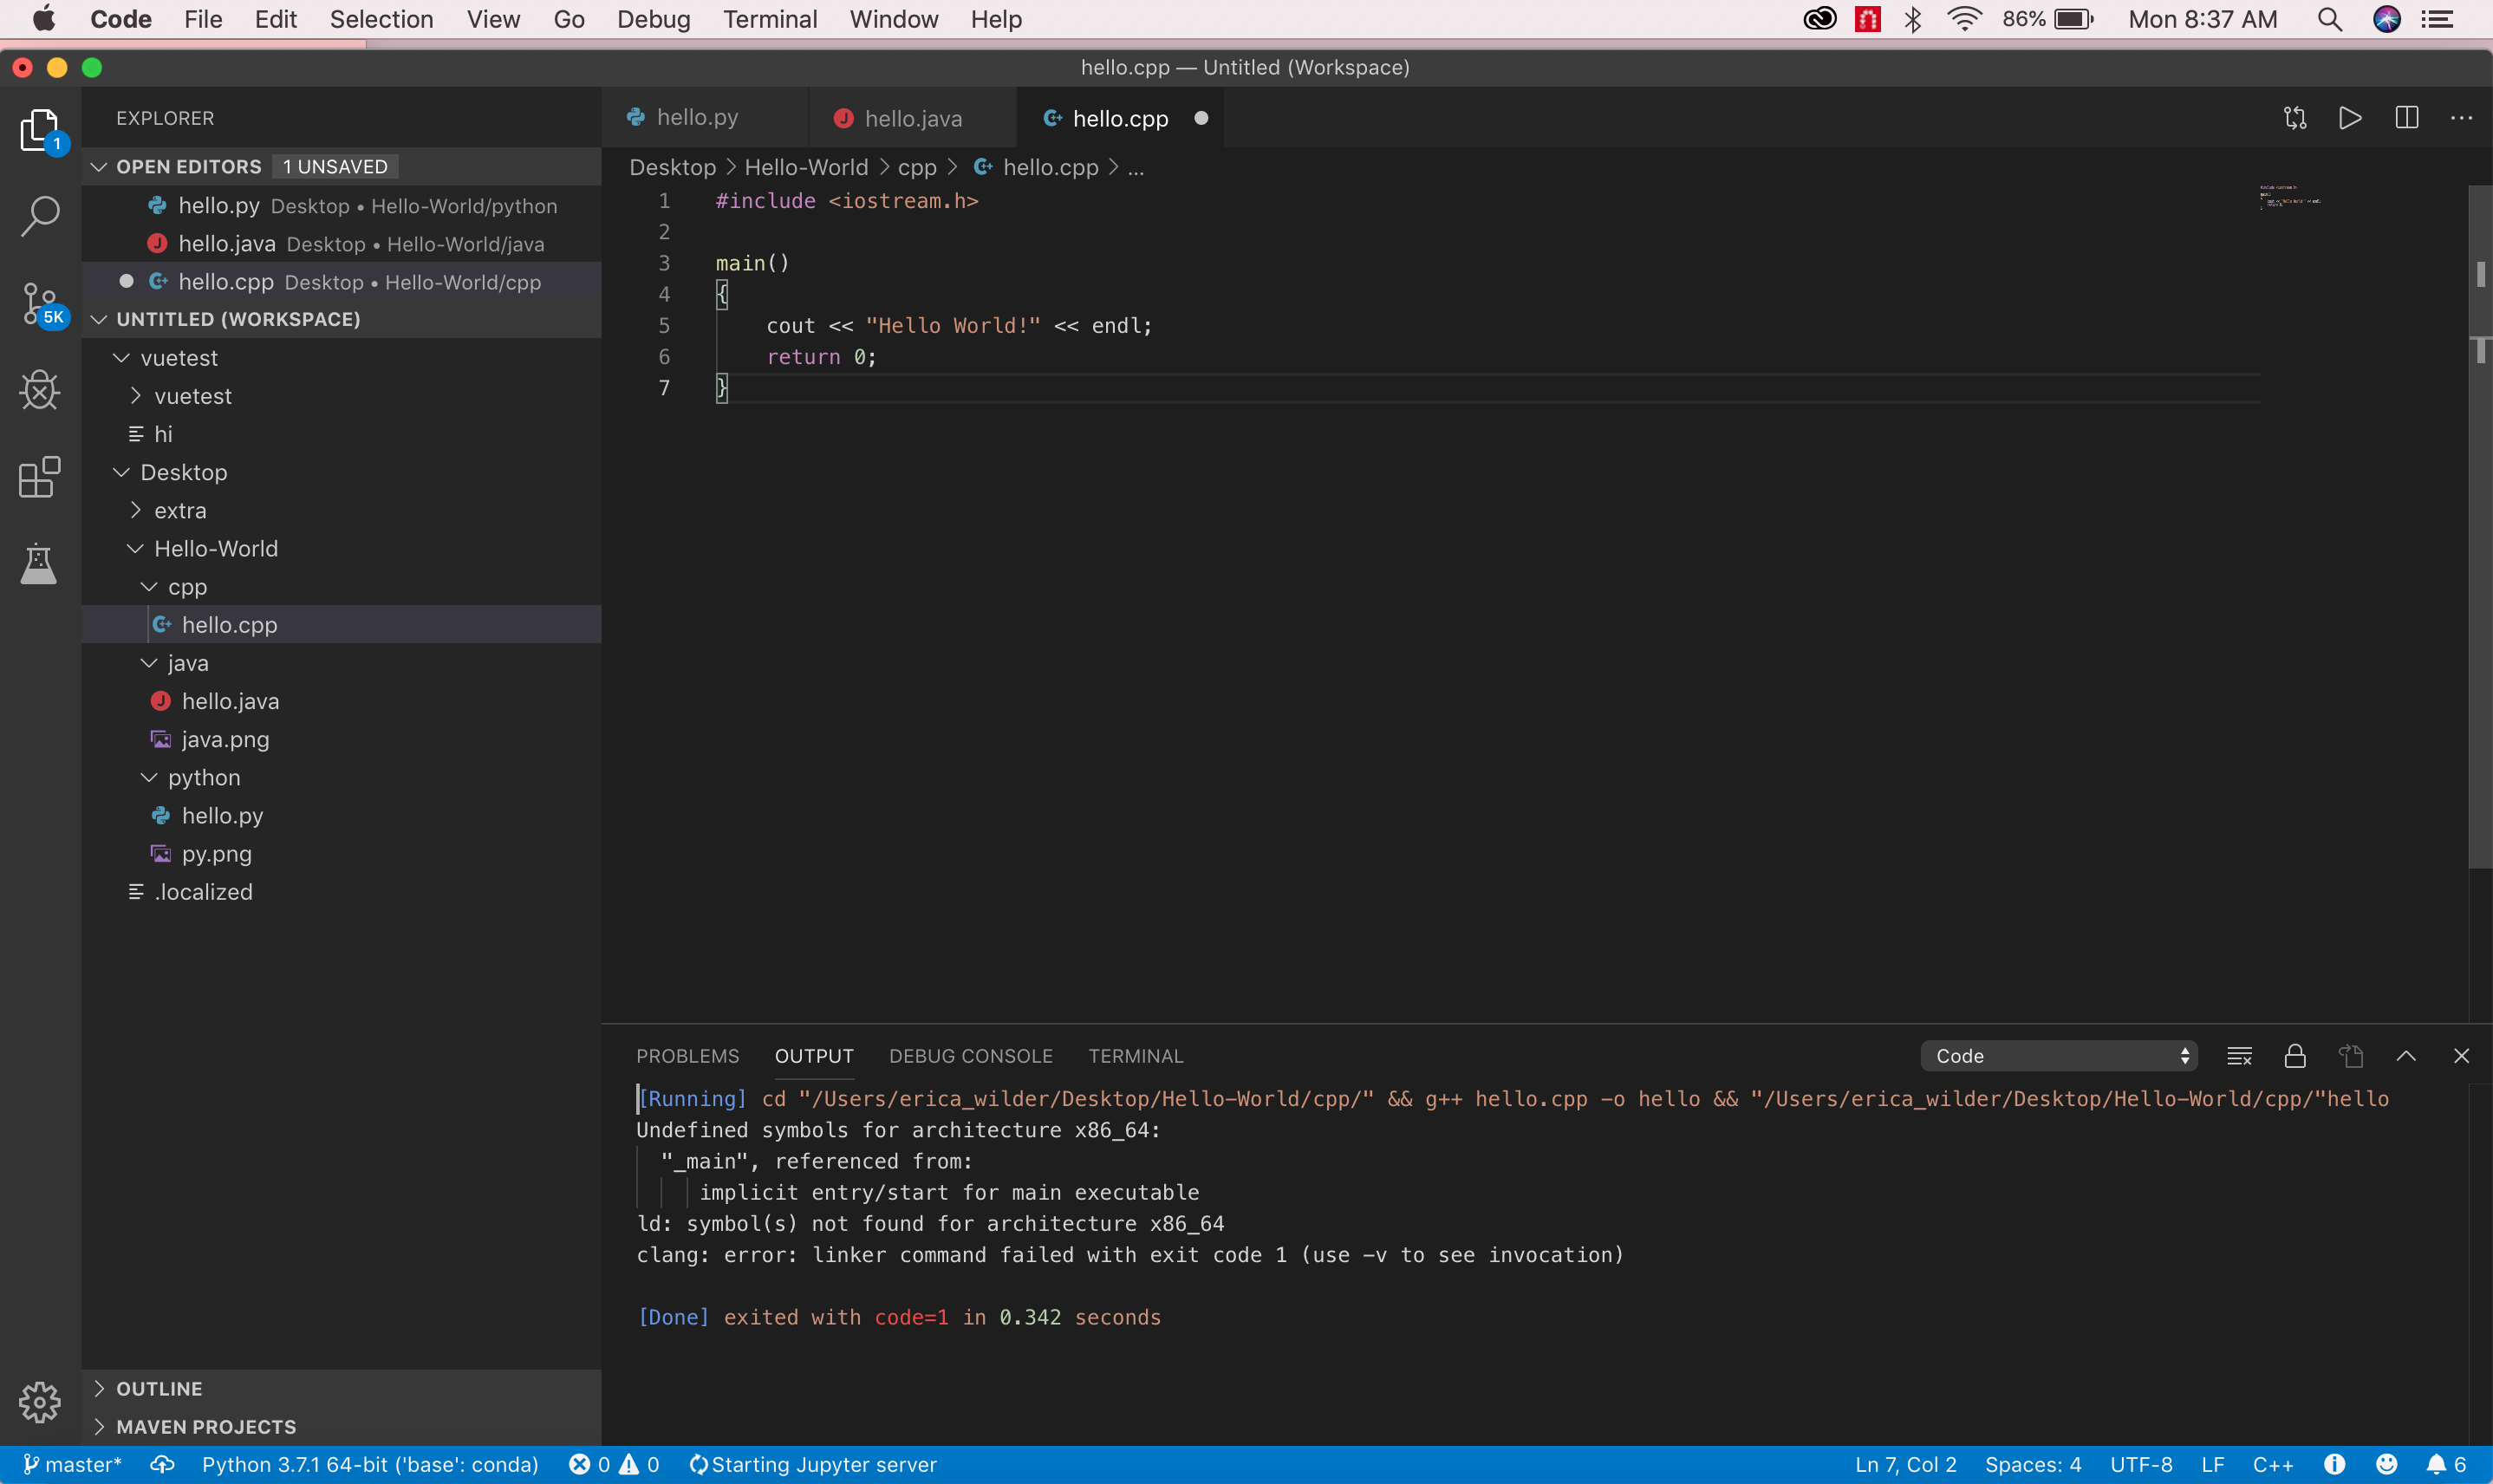 Code File Edit Selection View Go Debug Terminal Window Help 86% Mon 8:37 AM
hello.cpp — Untitled (Workspace)
EXPLORER
1
OPEN EDITORS 1 UNSAVED
hello.py Desktop • Hello-World/python
hello.java Desktop • Hello-World/java
hello.cpp Desktop • Hello-World/cpp
5K
UNTITLED (WORKSPACE)
vuetest
vuetest
hi
Desktop
extra
Hello-World
cpp
hello.cpp
java
hello.java
java.png
python
hello.py
py.png
.localized
OUTLINE
MAVEN PROJECTS
hello.py hello.java hello.cpp
Desktop > Hello-World > cpp > hello.cpp > ...
1 #include <iostream.h>
2
3 main()
4 {
5 cout << "Hello World!" << endl;
6 return 0;
7 }
PROBLEMS OUTPUT DEBUG CONSOLE TERMINAL Code
[Running] cd "/Users/erica_wilder/Desktop/Hello-World/cpp/" && g++ hello.cpp -o hello && "/Users/erica_wilder/Desktop/Hello-World/cpp/"hello
Undefined symbols for architecture x86_64:
"_main", referenced from:
implicit entry/start for main executable
ld: symbol(s) not found for architecture x86_64
clang: error: linker command failed with exit code 1 (use -v to see invocation)
[Done] exited with code=1 in 0.342 seconds
master* Python 3.7.1 64-bit ('base': conda) 0 0 Starting Jupyter server Ln 7, Col 2 Spaces: 4 UTF-8 LF C++ 6